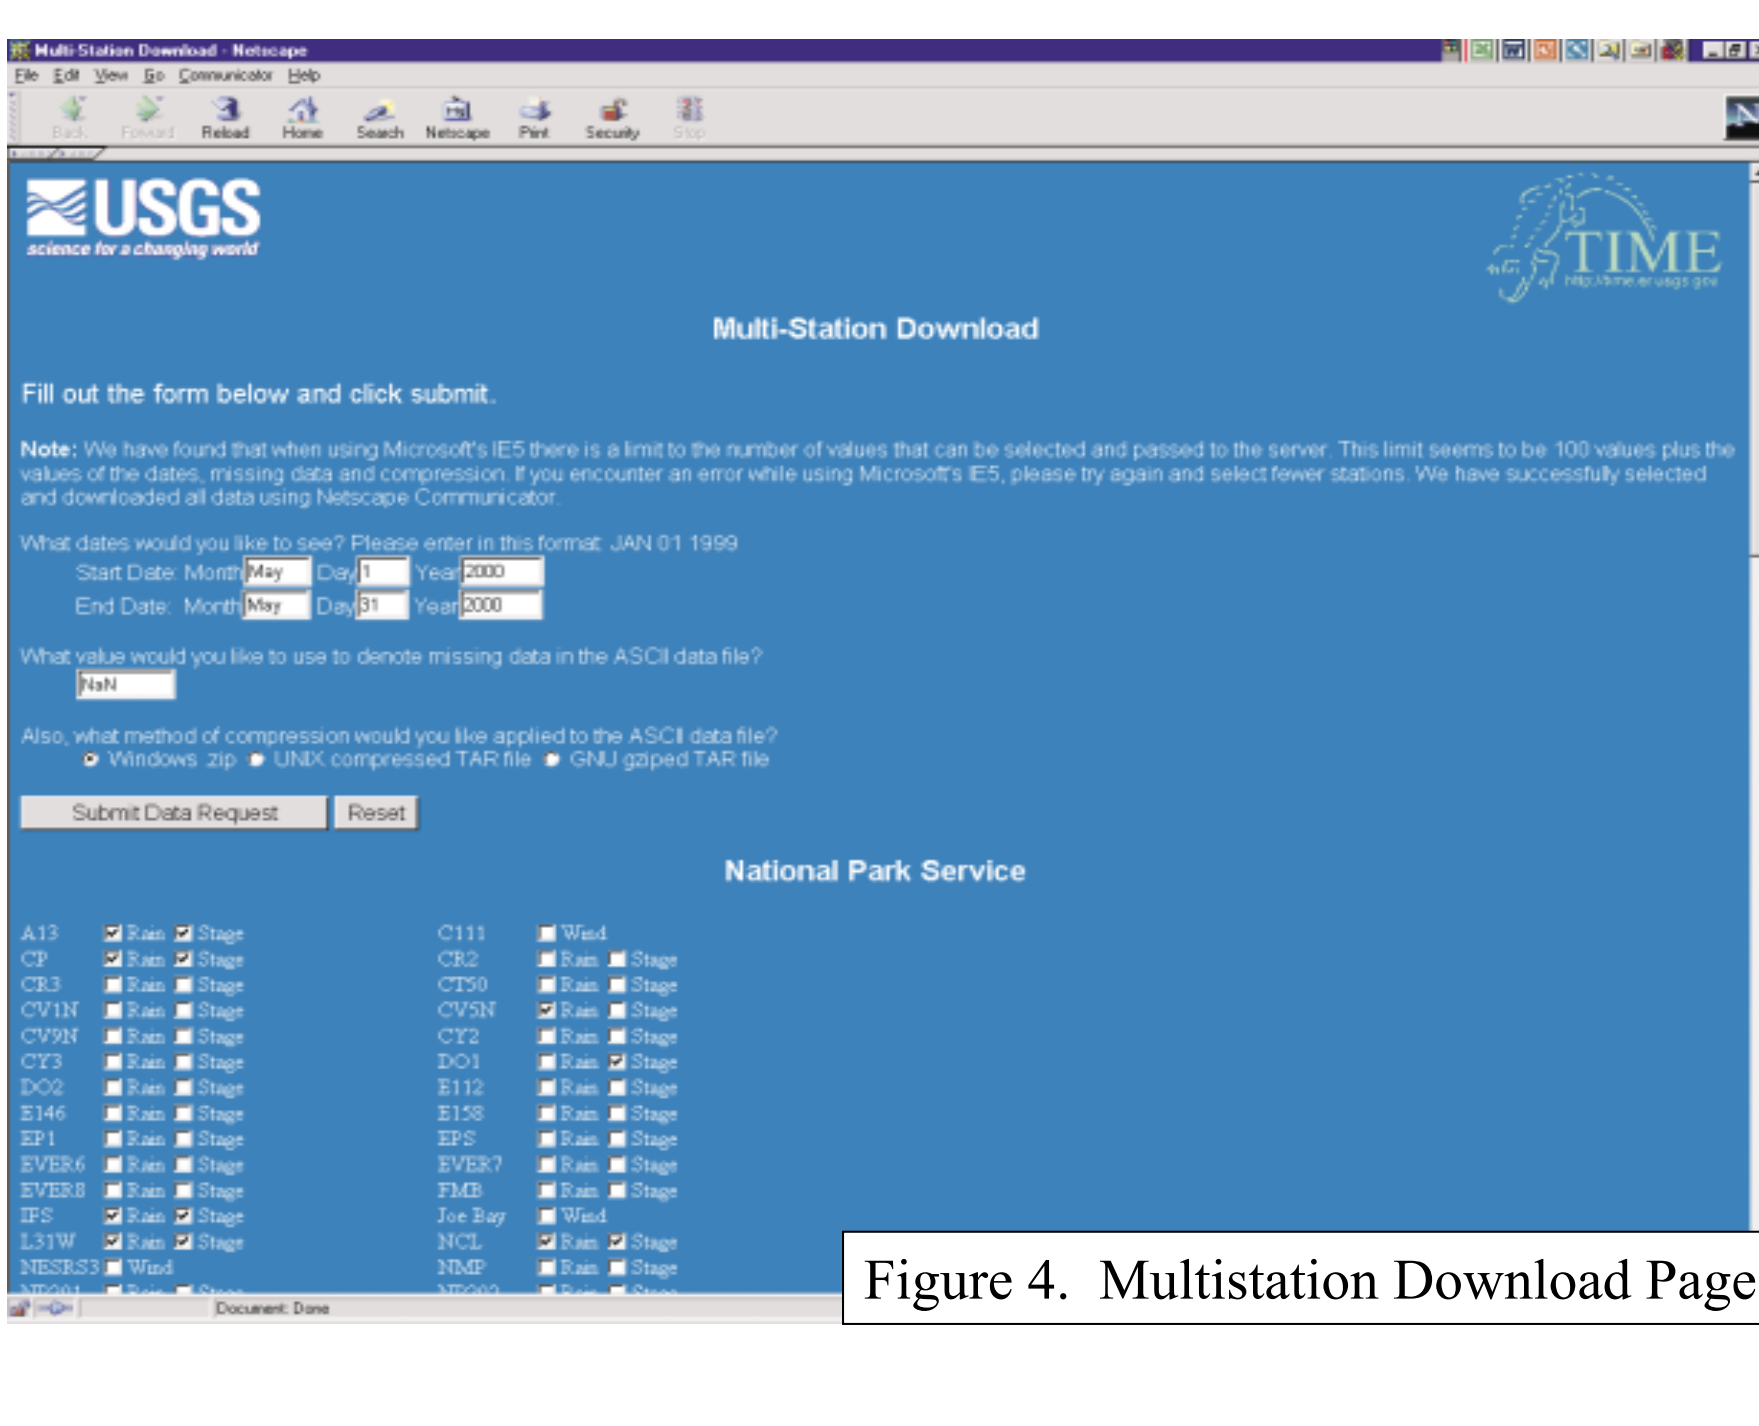 Multi-Station Download - Netscape
File Edit View Go Communicator Help
Back Forward Reload Home Search Netscape Print Security Stop
USGS
science for a changing world
TIME
http://time.er.usgs.gov
Multi-Station Download
Fill out the form below and click submit.
Note: We have found that when using Microsoft's IE5 there is a limit to the number of values that can be selected and passed to the server. This limit seems to be 100 values plus the
values of the dates, missing data and compression. If you encounter an error while using Microsoft's IE5, please try again and select fewer stations. We have successfully selected
and downloaded all data using Netscape Communicator.
What dates would you like to see? Please enter in this format: JAN 01 1999
Start Date: Month May Day 1 Year 2000
End Date: Month May Day 31 Year 2000
What value would you like to use to denote missing data in the ASCII data file?
NaN
Also, what method of compression would you like applied to the ASCII data file?
Windows .zip UNIX compressed TAR file GNU gziped TAR file
Submit Data Request Reset
National Park Service
A13 Rain Stage C111 Wind
CP Rain Stage CR2 Rain Stage
CR3 Rain Stage CT50 Rain Stage
CV1N Rain Stage CV5N Rain Stage
CV9N Rain Stage CY2 Rain Stage
CY3 Rain Stage DO1 Rain Stage
DO2 Rain Stage E112 Rain Stage
E146 Rain Stage E158 Rain Stage
EP1 Rain Stage EPS Rain Stage
EVER6 Rain Stage EVER7 Rain Stage
EVER8 Rain Stage FMB Rain Stage
IFS Rain Stage Joe Bay Wind
L31W Rain Stage NCL Rain Stage
NESRS3 Wind NMP Rain Stage
NP201 Rain Stage NP202 Rain Stage
Document: Done
Figure 4. Multistation Download Page